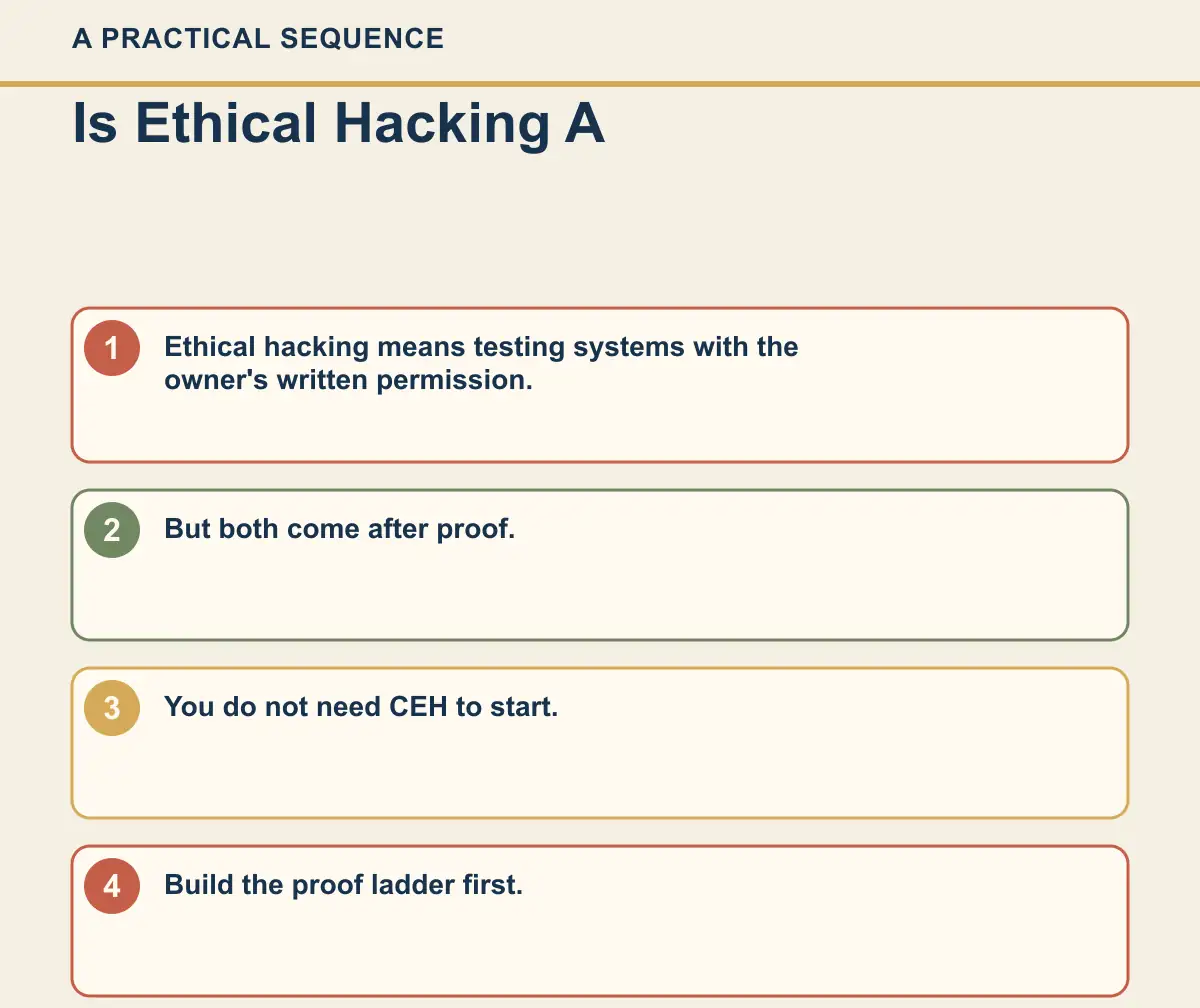 A PRACTICAL SEQUENCE
Is Ethical Hacking A
1
Ethical hacking means testing systems with the
owner's written permission.
2
But both come after proof.
3
You do not need CEH to start.
4
Build the proof ladder first.